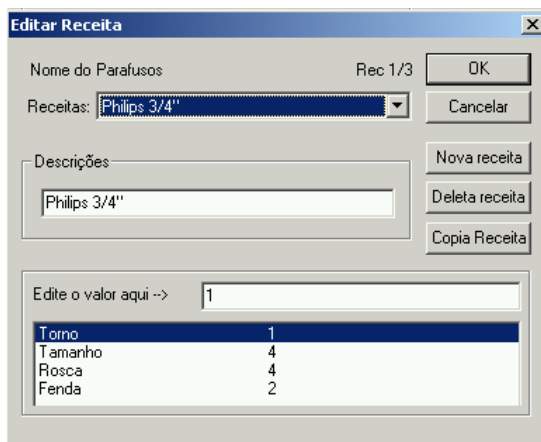 Editar Receita
Nome do Parafusos Rec 1/3 OK
Receitas: Philips 3/4" Cancelar
Descrições Nova receita
Philips 3/4" Deleta receita
Copia Receita
Edite o valor aqui --> 1
Torno 1
Tamanho 4
Rosca 4
Fenda 2